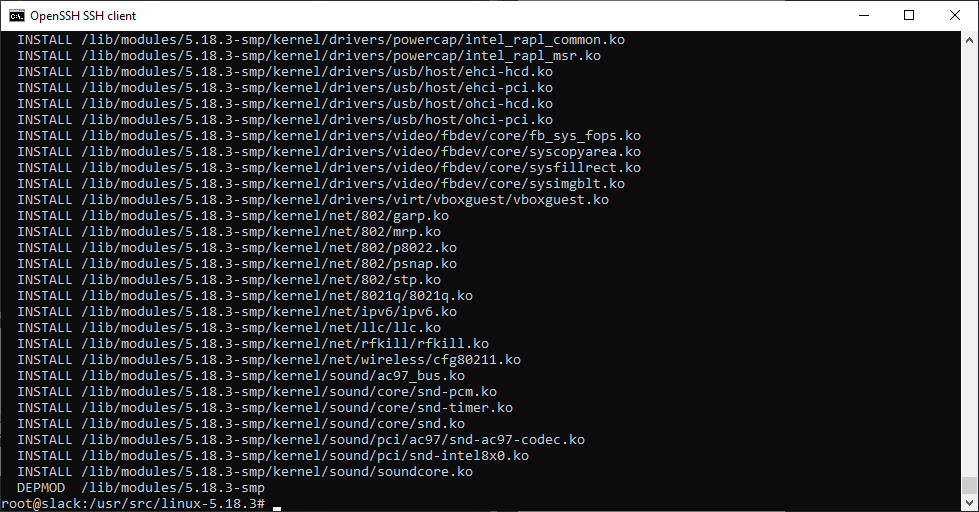 OpenSSH SSH client
INSTALL /lib/modules/5.18.3-smp/kernel/drivers/powercap/intel_rapl_common.ko
INSTALL /lib/modules/5.18.3-smp/kernel/drivers/powercap/intel_rapl_msr.ko
INSTALL /lib/modules/5.18.3-smp/kernel/drivers/usb/host/ehci-hcd.ko
INSTALL /lib/modules/5.18.3-smp/kernel/drivers/usb/host/ehci-pci.ko
INSTALL /lib/modules/5.18.3-smp/kernel/drivers/usb/host/ohci-hcd.ko
INSTALL /lib/modules/5.18.3-smp/kernel/drivers/usb/host/ohci-pci.ko
INSTALL /lib/modules/5.18.3-smp/kernel/drivers/video/fbdev/core/fb_sys_fops.ko
INSTALL /lib/modules/5.18.3-smp/kernel/drivers/video/fbdev/core/syscopyarea.ko
INSTALL /lib/modules/5.18.3-smp/kernel/drivers/video/fbdev/core/sysfillrect.ko
INSTALL /lib/modules/5.18.3-smp/kernel/drivers/video/fbdev/core/sysimgblt.ko
INSTALL /lib/modules/5.18.3-smp/kernel/drivers/virt/vboxguest/vboxguest.ko
INSTALL /lib/modules/5.18.3-smp/kernel/net/802/garp.ko
INSTALL /lib/modules/5.18.3-smp/kernel/net/802/mrp.ko
INSTALL /lib/modules/5.18.3-smp/kernel/net/802/p8022.ko
INSTALL /lib/modules/5.18.3-smp/kernel/net/802/psnap.ko
INSTALL /lib/modules/5.18.3-smp/kernel/net/802/stp.ko
INSTALL /lib/modules/5.18.3-smp/kernel/net/8021q/8021q.ko
INSTALL /lib/modules/5.18.3-smp/kernel/net/ipv6/ipv6.ko
INSTALL /lib/modules/5.18.3-smp/kernel/net/llc/llc.ko
INSTALL /lib/modules/5.18.3-smp/kernel/net/rfkill/rfkill.ko
INSTALL /lib/modules/5.18.3-smp/kernel/net/wireless/cfg80211.ko
INSTALL /lib/modules/5.18.3-smp/kernel/sound/ac97_bus.ko
INSTALL /lib/modules/5.18.3-smp/kernel/sound/core/snd-pcm.ko
INSTALL /lib/modules/5.18.3-smp/kernel/sound/core/snd-timer.ko
INSTALL /lib/modules/5.18.3-smp/kernel/sound/core/snd.ko
INSTALL /lib/modules/5.18.3-smp/kernel/sound/pci/ac97/snd-ac97-codec.ko
INSTALL /lib/modules/5.18.3-smp/kernel/sound/pci/snd-intel8x0.ko
INSTALL /lib/modules/5.18.3-smp/kernel/sound/soundcore.ko
DEPMOD  /lib/modules/5.18.3-smp
root@slack:/usr/src/linux-5.18.3#